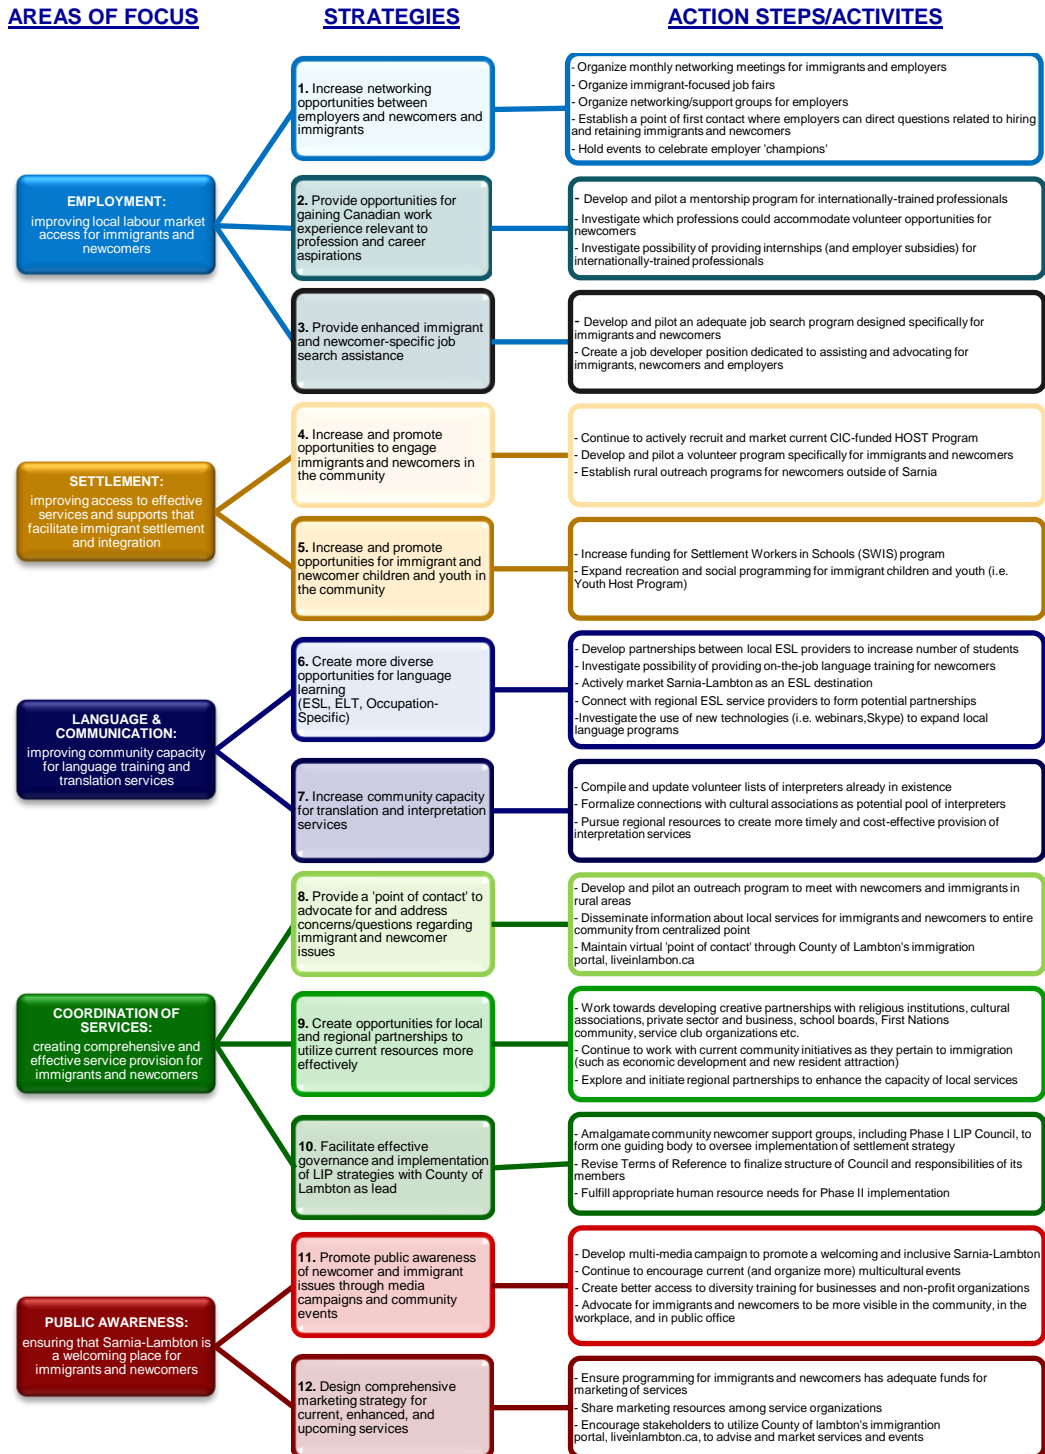 AREAS OF FOCUS
STRATEGIES
ACTION STEPS/ACTIVITES
EMPLOYMENT:
improving local labour market
access for immigrants and
newcomers
1. Increase networking
opportunities between
employers and newcomers and
immigrants
- Organize monthly networking meetings for immigrants and employers
- Organize immigrant-focused job fairs
- Organize networking/support groups for employers
- Establish a point of first contact where employers can direct questions related to hiring
and retaining immigrants and newcomers
- Hold events to celebrate employer 'champions'
2. Provide opportunities for
gaining Canadian work
experience relevant to
profession and career
aspirations
- Develop and pilot a mentorship program for internationally-trained professionals
- Investigate which professions could accommodate volunteer opportunities for
newcomers
- Investigate possibility of providing internships (and employer subsidies) for
internationally-trained professionals
3. Provide enhanced immigrant
and newcomer-specific job
search assistance
- Develop and pilot an adequate job search program designed specifically for
immigrants and newcomers
- Create a job developer position dedicated to assisting and advocating for
immigrants, newcomers and employers
SETTLEMENT:
improving access to effective
services and supports that
facilitate immigrant settlement
and integration
4. Increase and promote
opportunities to engage
immigrants and newcomers in
the community
- Continue to actively recruit and market current CIC-funded HOST Program
- Develop and pilot a volunteer program specifically for immigrants and newcomers
- Establish rural outreach programs for newcomers outside of Sarnia
5. Increase and promote
opportunities for immigrant and
newcomer children and youth in
the community
- Increase funding for Settlement Workers in Schools (SWIS) program
- Expand recreation and social programming for immigrant children and youth (i.e.
Youth Host Program)
LANGUAGE &
COMMUNICATION:
improving community capacity
for language training and
translation services
6. Create more diverse
opportunities for language
learning
(ESL, ELT, Occupation-
Specific)
- Develop partnerships between local ESL providers to increase number of students
- Investigate possibility of providing on-the-job language training for newcomers
- Actively market Sarnia-Lambton as an ESL destination
- Connect with regional ESL service providers to form potential partnerships
-Investigate the use of new technologies (i.e. webinars,Skype) to expand local
language programs
7. Increase community capacity
for translation and interpretation
services
- Compile and update volunteer lists of interpreters already in existence
- Formalize connections with cultural associations as potential pool of interpreters
- Pursue regional resources to create more timely and cost-effective provision of
interpretation services
COORDINATION OF
SERVICES:
creating comprehensive and
effective service provision for
immigrants and newcomers
8. Provide a 'point of contact' to
advocate for and address
concerns/questions regarding
immigrant and newcomer
issues
- Develop and pilot an outreach program to meet with newcomers and immigrants in
rural areas
- Disseminate information about local services for immigrants and newcomers to entire
community from centralized point
- Maintain virtual 'point of contact' through County of Lambton's immigration
portal, liveinlambon.ca
9. Create opportunities for local
and regional partnerships to
utilize current resources more
effectively
- Work towards developing creative partnerships with religious institutions, cultural
associations, private sector and business, school boards, First Nations
community, service club organizations etc.
- Continue to work with current community initiatives as they pertain to immigration
(such as economic development and new resident attraction)
- Explore and initiate regional partnerships to enhance the capacity of local services
10. Facilitate effective
governance and implementation
of LIP strategies with County of
Lambton as lead
- Amalgamate community newcomer support groups, including Phase I LIP Council, to
form one guiding body to oversee implementation of settlement strategy
- Revise Terms of Reference to finalize structure of Council and responsibilities of its
members
- Fulfill appropriate human resource needs for Phase II implementation
PUBLIC AWARENESS:
ensuring that Sarnia-Lambton is
a welcoming place for
immigrants and newcomers
11. Promote public awareness
of newcomer and immigrant
issues through media
campaigns and community
events
- Develop multi-media campaign to promote a welcoming and inclusive Sarnia-Lambton
- Continue to encourage current (and organize more) multicultural events
- Create better access to diversity training for businesses and non-profit organizations
- Advocate for immigrants and newcomers to be more visible in the community, in the
workplace, and in public office
12. Design comprehensive
marketing strategy for
current, enhanced, and
upcoming services
- Ensure programming for immigrants and newcomers has adequate funds for
marketing of services
- Share marketing resources among service organizations
- Encourage stakeholders to utilize County of lambton's immigrantion
portal, liveinlambton.ca, to advise and market services and events